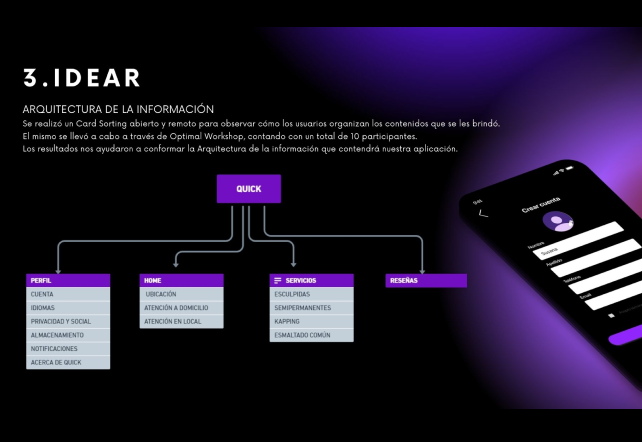 3.IDEAR
ARQUITECTURA DE LA INFORMACIÓN
Se realizó un Card Sorting abierto y remoto para observar cómo los usuarios organizan los contenidos que se les brindó.
El mismo se llevó a cabo a través de Optimal Workshop, contando con un total de 10 participantes.
Los resultados nos ayudaron a conformar la Arquitectura de la información que contendrá nuestra aplicación.
QUICK
PERFIL
CUENTA
IDIOMAS
PRIVACIDAD Y SOCIAL
ALMACENAMIENTO
NOTIFICACIONES
ACERCA DE QUICK
HOME
UBICACIÓN
ATENCIÓN A DOMICILIO
ATENCIÓN EN LOCAL
SERVICIOS
ESCULPIDAS
SEMIPERMANENTES
KAPPING
ESMALTADO COMÚN
RESEÑAS
9:41
Crear cuenta
Nombre
Apellido
Teléfono
Email